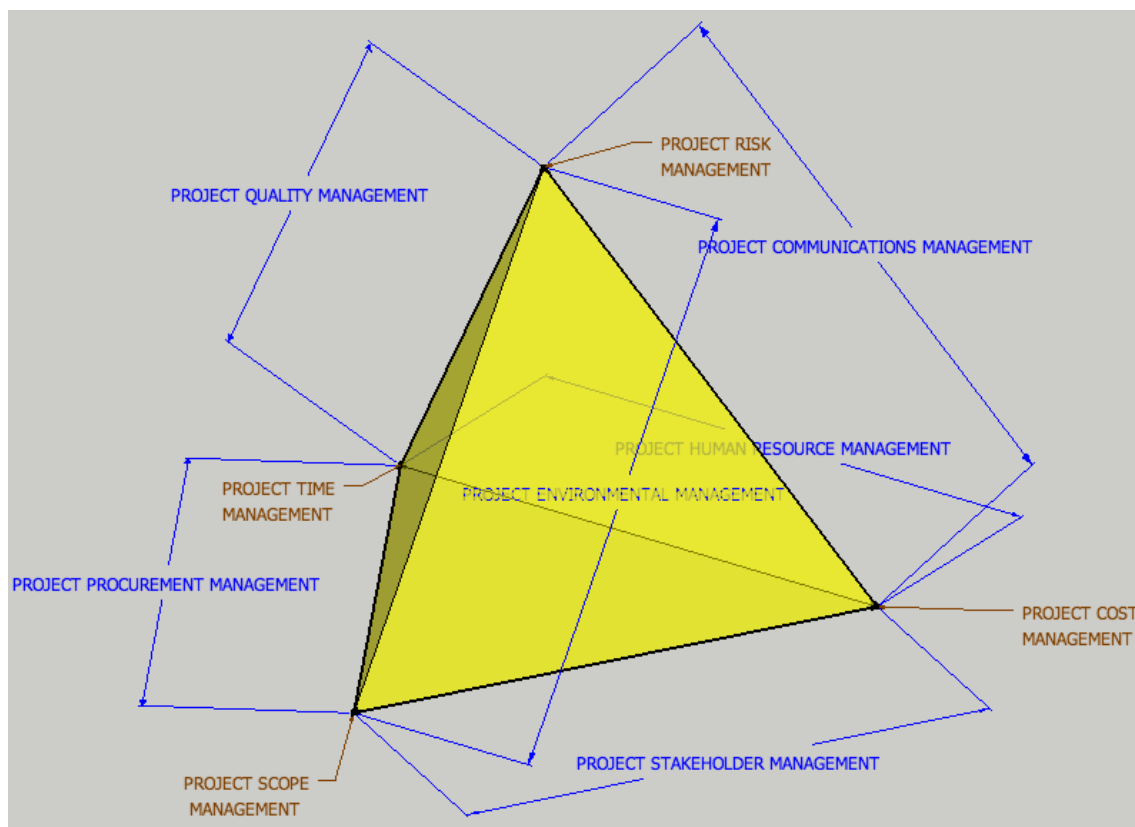 PROJECT RISK
MANAGEMENT
PROJECT QUALITY MANAGEMENT
PROJECT COMMUNICATIONS MANAGEMENT
PROJECT HUMAN RESOURCE MANAGEMENT
PROJECT TIME
MANAGEMENT
PROJECT ENVIRONMENTAL MANAGEMENT
PROJECT PROCUREMENT MANAGEMENT
PROJECT COST
MANAGEMENT
PROJECT STAKEHOLDER MANAGEMENT
PROJECT SCOPE
MANAGEMENT